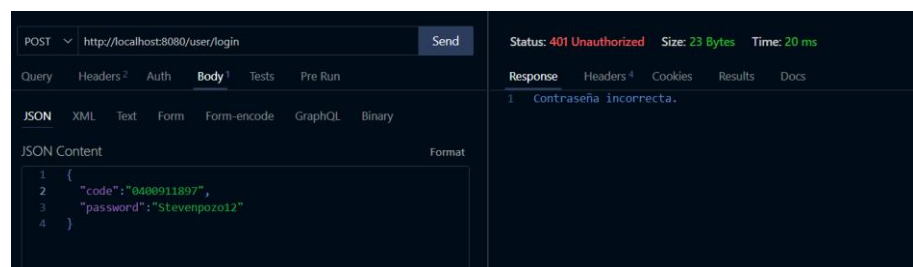 POST http://localhost:8080/user/login Send
Query Headers 2 Auth Body 1 Tests Pre Run
JSON XML Text Form Form-encode GraphQL Binary
JSON Content Format
1 {
2 "code":"0400911897",
3 "password":"Stevenpozo12"
4 }
Status: 401 Unauthorized Size: 23 Bytes Time: 20 ms
Response Headers 4 Cookies Results Docs
1 Contraseña incorrecta.